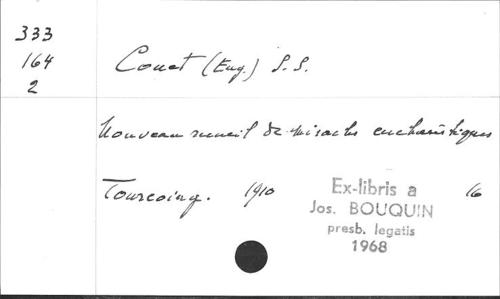 333
164
2
Couet (Eug.) S.S.
Nouveau recueil de miracles eucharistiques
Tourcoing. 1910 16
Ex-libris a
Jos. BOUQUIN
presb. legatis
1968